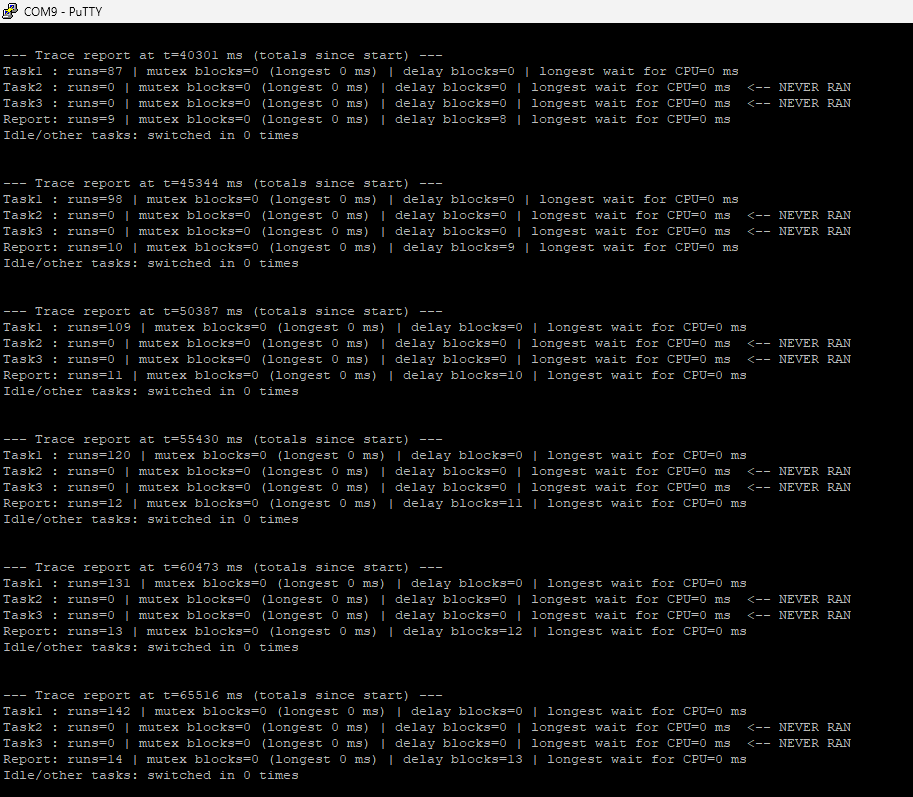 COM9 - PuTTY
--- Trace report at t=40301 ms (totals since start) ---
Task1 : runs=87 | mutex blocks=0 (longest 0 ms) | delay blocks=0 | longest wait for CPU=0 ms
Task2 : runs=0 | mutex blocks=0 (longest 0 ms) | delay blocks=0 | longest wait for CPU=0 ms  <-- NEVER RAN
Task3 : runs=0 | mutex blocks=0 (longest 0 ms) | delay blocks=0 | longest wait for CPU=0 ms  <-- NEVER RAN
Report: runs=9 | mutex blocks=0 (longest 0 ms) | delay blocks=8 | longest wait for CPU=0 ms
Idle/other tasks: switched in 0 times
--- Trace report at t=45344 ms (totals since start) ---
Task1 : runs=98 | mutex blocks=0 (longest 0 ms) | delay blocks=0 | longest wait for CPU=0 ms
Task2 : runs=0 | mutex blocks=0 (longest 0 ms) | delay blocks=0 | longest wait for CPU=0 ms  <-- NEVER RAN
Task3 : runs=0 | mutex blocks=0 (longest 0 ms) | delay blocks=0 | longest wait for CPU=0 ms  <-- NEVER RAN
Report: runs=10 | mutex blocks=0 (longest 0 ms) | delay blocks=9 | longest wait for CPU=0 ms
Idle/other tasks: switched in 0 times
--- Trace report at t=50387 ms (totals since start) ---
Task1 : runs=109 | mutex blocks=0 (longest 0 ms) | delay blocks=0 | longest wait for CPU=0 ms
Task2 : runs=0 | mutex blocks=0 (longest 0 ms) | delay blocks=0 | longest wait for CPU=0 ms  <-- NEVER RAN
Task3 : runs=0 | mutex blocks=0 (longest 0 ms) | delay blocks=0 | longest wait for CPU=0 ms  <-- NEVER RAN
Report: runs=11 | mutex blocks=0 (longest 0 ms) | delay blocks=10 | longest wait for CPU=0 ms
Idle/other tasks: switched in 0 times
--- Trace report at t=55430 ms (totals since start) ---
Task1 : runs=120 | mutex blocks=0 (longest 0 ms) | delay blocks=0 | longest wait for CPU=0 ms
Task2 : runs=0 | mutex blocks=0 (longest 0 ms) | delay blocks=0 | longest wait for CPU=0 ms  <-- NEVER RAN
Task3 : runs=0 | mutex blocks=0 (longest 0 ms) | delay blocks=0 | longest wait for CPU=0 ms  <-- NEVER RAN
Report: runs=12 | mutex blocks=0 (longest 0 ms) | delay blocks=11 | longest wait for CPU=0 ms
Idle/other tasks: switched in 0 times
--- Trace report at t=60473 ms (totals since start) ---
Task1 : runs=131 | mutex blocks=0 (longest 0 ms) | delay blocks=0 | longest wait for CPU=0 ms
Task2 : runs=0 | mutex blocks=0 (longest 0 ms) | delay blocks=0 | longest wait for CPU=0 ms  <-- NEVER RAN
Task3 : runs=0 | mutex blocks=0 (longest 0 ms) | delay blocks=0 | longest wait for CPU=0 ms  <-- NEVER RAN
Report: runs=13 | mutex blocks=0 (longest 0 ms) | delay blocks=12 | longest wait for CPU=0 ms
Idle/other tasks: switched in 0 times
--- Trace report at t=65516 ms (totals since start) ---
Task1 : runs=142 | mutex blocks=0 (longest 0 ms) | delay blocks=0 | longest wait for CPU=0 ms
Task2 : runs=0 | mutex blocks=0 (longest 0 ms) | delay blocks=0 | longest wait for CPU=0 ms  <-- NEVER RAN
Task3 : runs=0 | mutex blocks=0 (longest 0 ms) | delay blocks=0 | longest wait for CPU=0 ms  <-- NEVER RAN
Report: runs=14 | mutex blocks=0 (longest 0 ms) | delay blocks=13 | longest wait for CPU=0 ms
Idle/other tasks: switched in 0 times